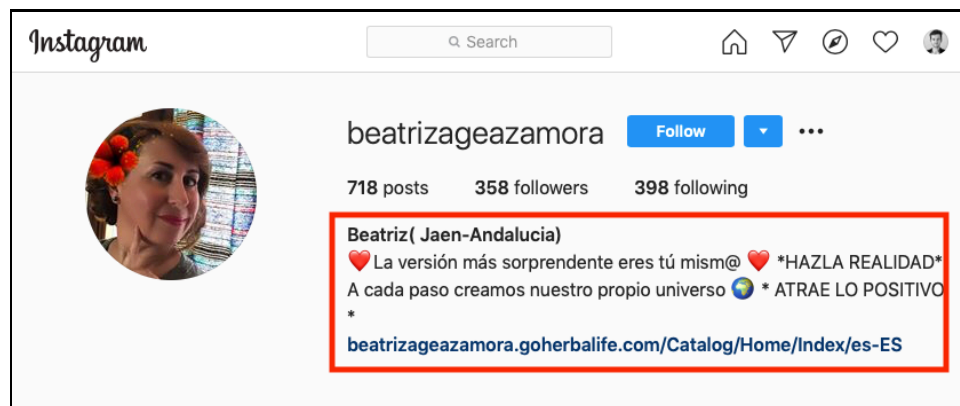 Instagram
Search
beatrizageazamora Follow
718 posts 358 followers 398 following
Beatriz( Jaen-Andalucia)
❤️La versión más sorprendente eres tú mism@ ❤️ *HAZLA REALIDAD*
A cada paso creamos nuestro propio universo 🌍 * ATRAE LO POSITIVO
*
beatrizageazamora.goherbalife.com/Catalog/Home/Index/es-ES